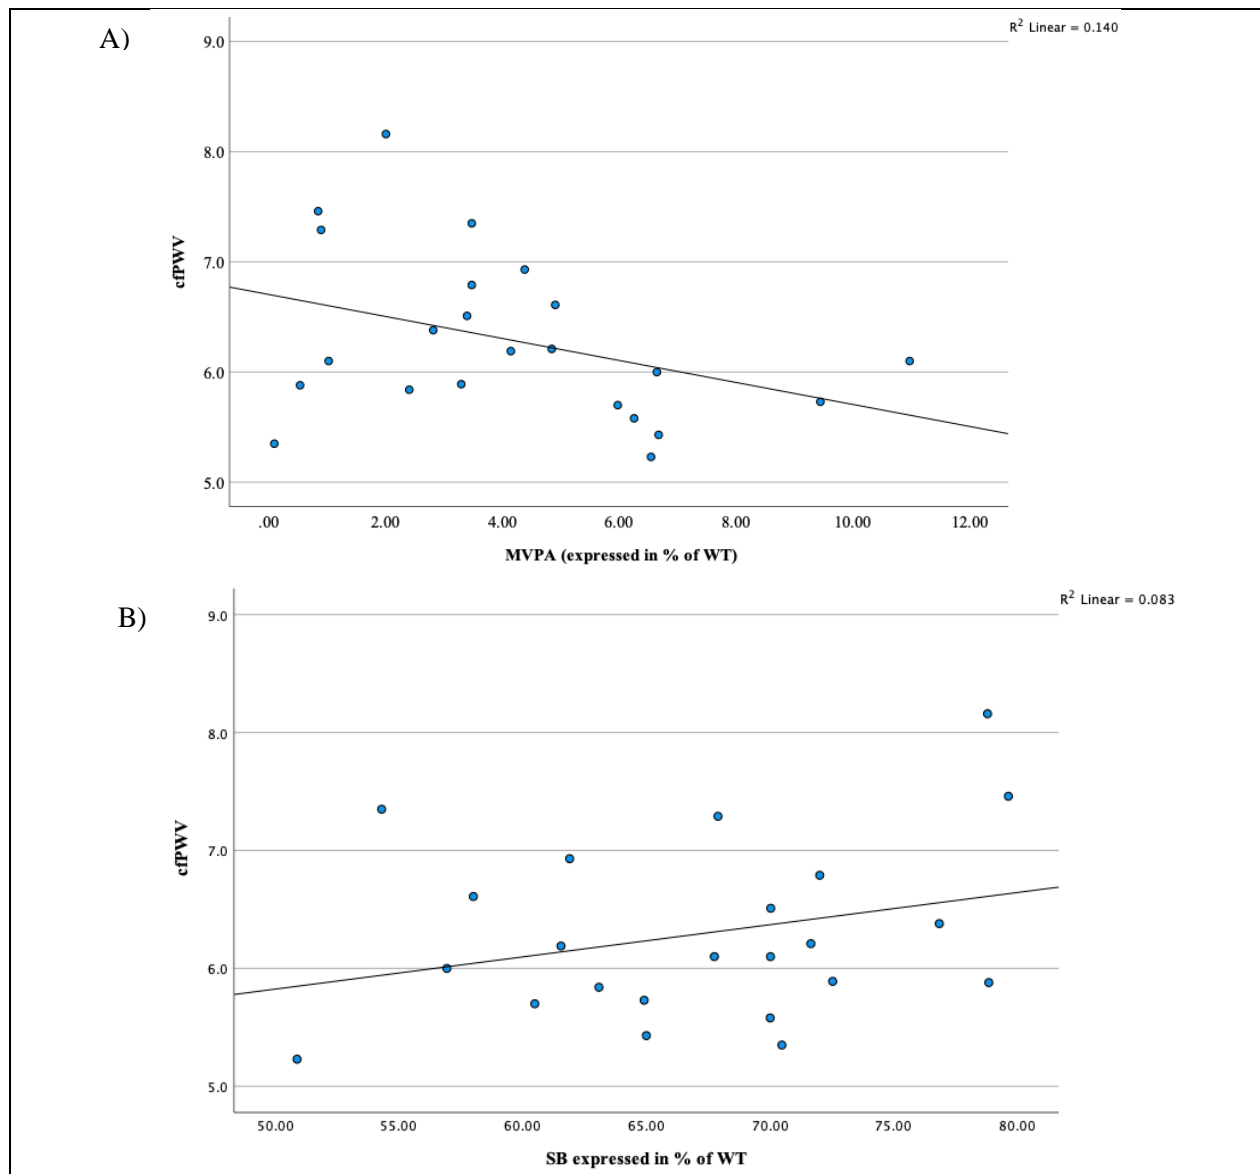 A)
R² Linear = 0.140
9.0
8.0
7.0
6.0
5.0
cfPWV
.00 2.00 4.00 6.00 8.00 10.00 12.00
MVPA (expressed in % of WT)
B)
R² Linear = 0.083
9.0
8.0
7.0
6.0
5.0
cfPWV
50.00 55.00 60.00 65.00 70.00 75.00 80.00
SB expressed in % of WT